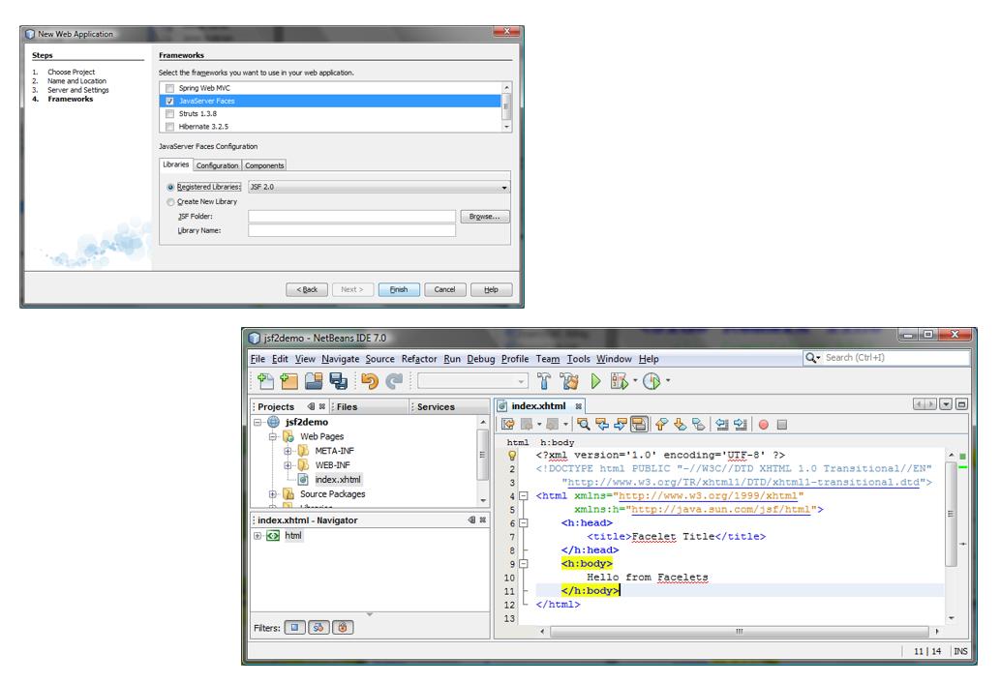 New Web Application
Steps
1. Choose Project
2. Name and Location
3. Server and Settings
4. Frameworks
Frameworks
Select the frameworks you want to use in your web application.
Spring Web MVC
JavaServer Faces
Struts 1.3.8
Hibernate 3.2.5
JavaServer Faces Configuration
Libraries Configuration Components
Registered Libraries: JSF 2.0
Create New Library
JSF Folder: Browse...
Library Name:
< Back Next > Finish Cancel Help
jsf2demo - NetBeans IDE 7.0
File Edit View Navigate Source Refactor Run Debug Profile Team Tools Window Help
Search (Ctrl+I)
Projects Files Services
jsf2demo
Web Pages
META-INF
WEB-INF
index.xhtml
Source Packages
Libraries
index.xhtml - Navigator
html
Filters:
index.xhtml
html h:body
<?xml version='1.0' encoding='UTF-8' ?>
2 <!DOCTYPE html PUBLIC "-//W3C//DTD XHTML 1.0 Transitional//EN"
3 "http://www.w3.org/TR/xhtml1/DTD/xhtml1-transitional.dtd">
4 <html xmlns="http://www.w3.org/1999/xhtml"
5 xmlns:h="http://java.sun.com/jsf/html">
6 <h:head>
7 <title>Facelet Title</title>
8 </h:head>
9 <h:body>
10 Hello from Facelets
11 </h:body>
12 </html>
13
11 | 14 INS